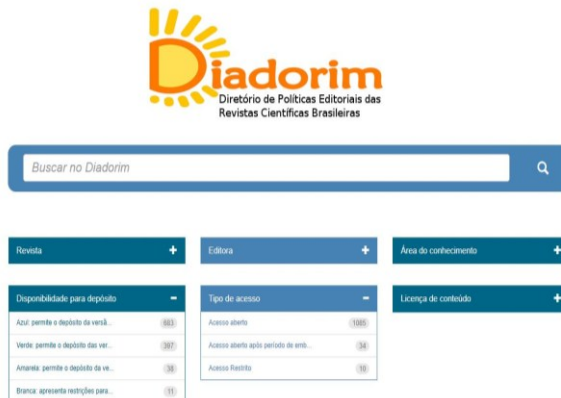 Diadorim
Diretório de Políticas Editoriais das
Revistas Científicas Brasileiras
Buscar no Diadorim
Revista +
Editora +
Área do conhecimento +
Disponibilidade para depósito −
Azul: permite o depósito da versã... 683
Verde: permite o depósito das ver... 397
Amarela: permite o depósito da ve... 38
Branca: apresenta restrições para... 11
Tipo de acesso −
Acesso aberto 1085
Acesso aberto após período de emb... 34
Acesso Restrito 10
Licença de conteúdo +